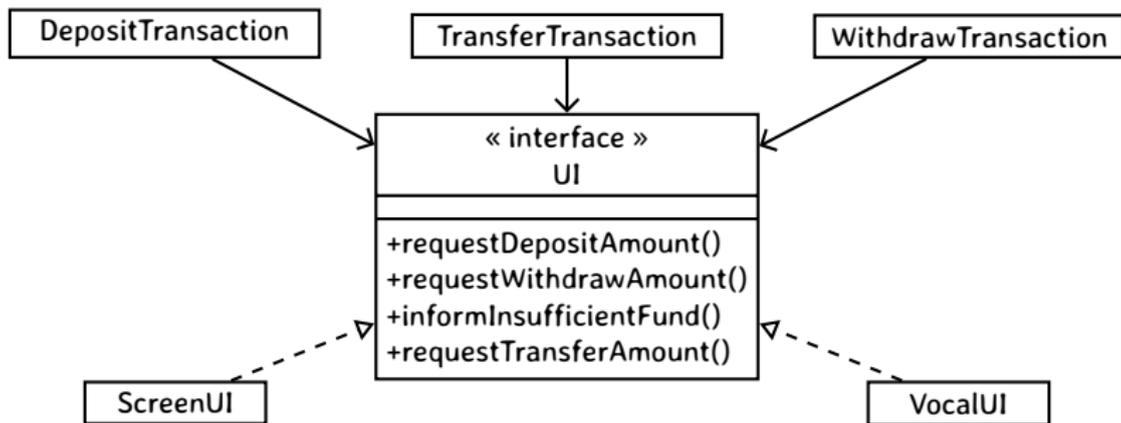 DepositTransaction
TransferTransaction
WithdrawTransaction
« interface »
UI
+requestDepositAmount()
+requestWithdrawAmount()
+informInsufficientFund()
+requestTransferAmount()
ScreenUI
VocalUI